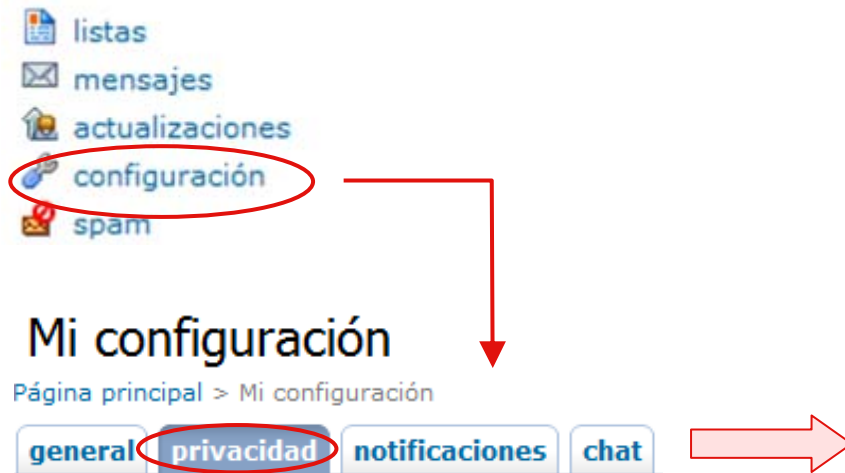 listas
mensajes
actualizaciones
configuración
spam
Mi configuración
Página principal > Mi configuración
general privacidad notificaciones chat